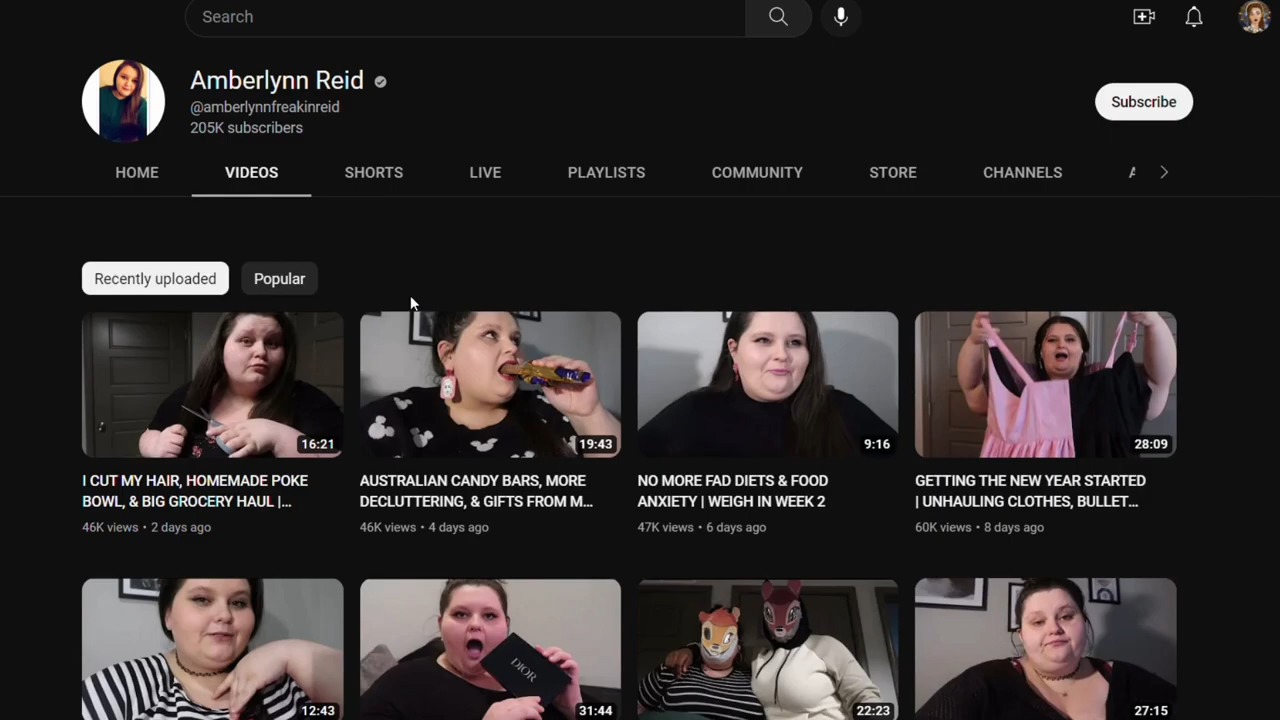 Search
Amberlynn Reid
@amberlynnfreakinreid
205K subscribers
Subscribe
HOME VIDEOS SHORTS LIVE PLAYLISTS COMMUNITY STORE CHANNELS
Recently uploaded Popular
16:21 19:43 9:16 28:09
I CUT MY HAIR, HOMEMADE POKE
BOWL, & BIG GROCERY HAUL |...
46K views • 2 days ago
AUSTRALIAN CANDY BARS, MORE
DECLUTTERING, & GIFTS FROM M...
46K views • 4 days ago
NO MORE FAD DIETS & FOOD
ANXIETY | WEIGH IN WEEK 2
47K views • 6 days ago
GETTING THE NEW YEAR STARTED
| UNHAULING CLOTHES, BULLET...
60K views • 8 days ago
DIOR
12:43 31:44 22:23 27:15